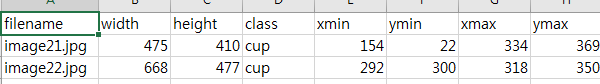 A B C D E F G H
filename width height class xmin ymin xmax ymax
image21.jpg 475 410 cup 154 22 334 369
image22.jpg 668 477 cup 292 300 318 350